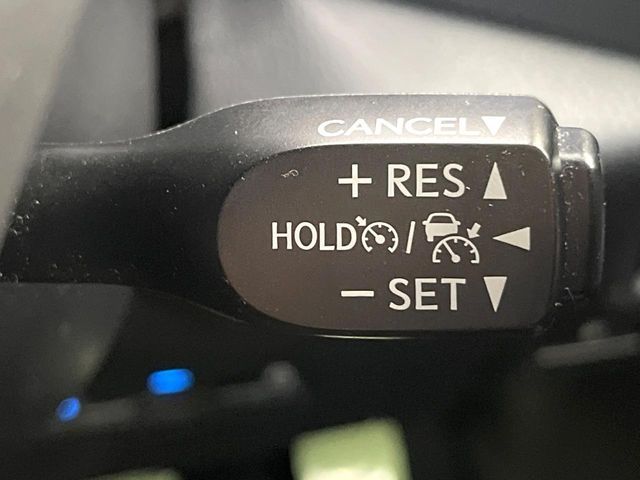 CANCEL▼
+ RES ▲
HOLD / ◀
− SET ▼